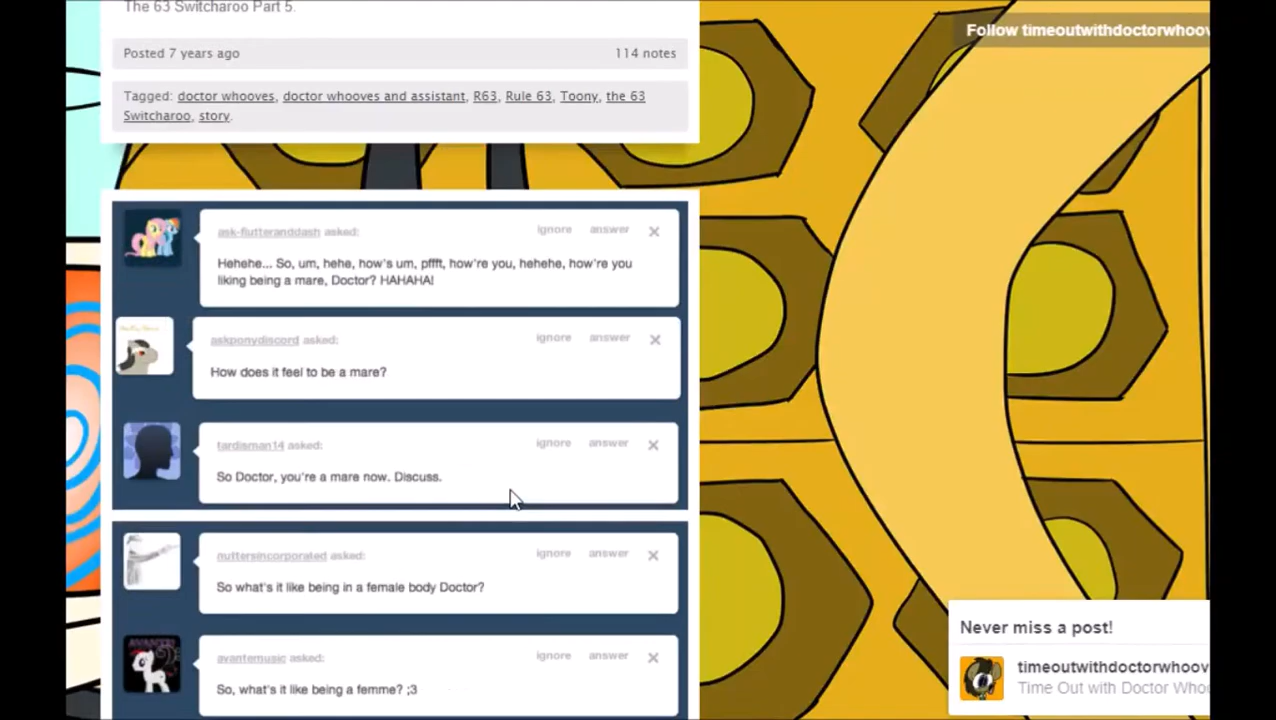 The 63 Switcharoo Part 5.
Follow timeoutwithdoctorwhoov
Posted 7 years ago 114 notes
Tagged: doctor whooves, doctor whooves and assistant, R63, Rule 63, Toony, the 63
Switcharoo, story.
ask-flutteranddash asked: ignore answer
Hehehe... So, um, hehe, how's um, pffft, how're you, hehehe, how're you
liking being a mare, Doctor? HAHAHA!
askponydiscord asked: ignore answer
How does it feel to be a mare?
tardisman14 asked: ignore answer
So Doctor, you're a mare now. Discuss.
nuttersincorporated asked: ignore answer
So what's it like being in a female body Doctor?
avantemusic asked: ignore answer
So, what's it like being a femme? ;3
Never miss a post!
timeoutwithdoctorwhoov
Time Out with Doctor Whoo